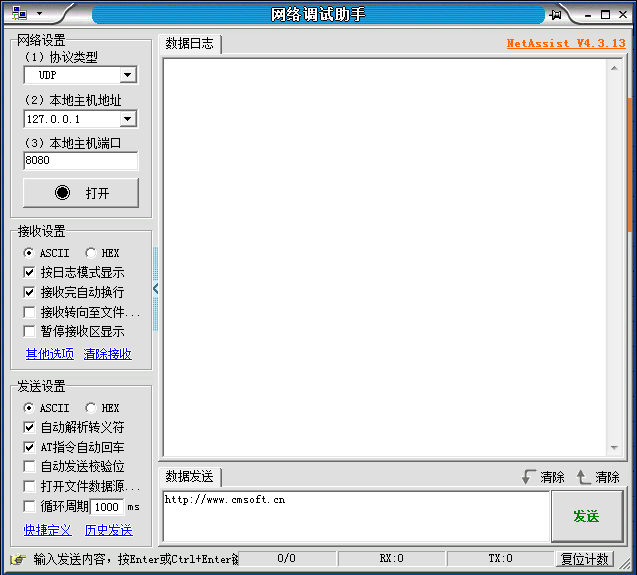 网络调试助手
网络设置
（1）协议类型
UDP
（2）本地主机地址
127.0.0.1
（3）本地主机端口
8080
打开
接收设置
ASCII HEX
按日志模式显示
接收完自动换行
接收转向至文件...
暂停接收区显示
其他选项 清除接收
发送设置
ASCII HEX
自动解析转义符
AT指令自动回车
自动发送校验位
打开文件数据源...
循环周期 1000 ms
快捷定义 历史发送
数据日志 NetAssist V4.3.13
数据发送 清除 清除
http://www.cmsoft.cn
发送
输入发送内容，按Enter或Ctrl+Enter 0/0 RX:0 TX:0 复位计数